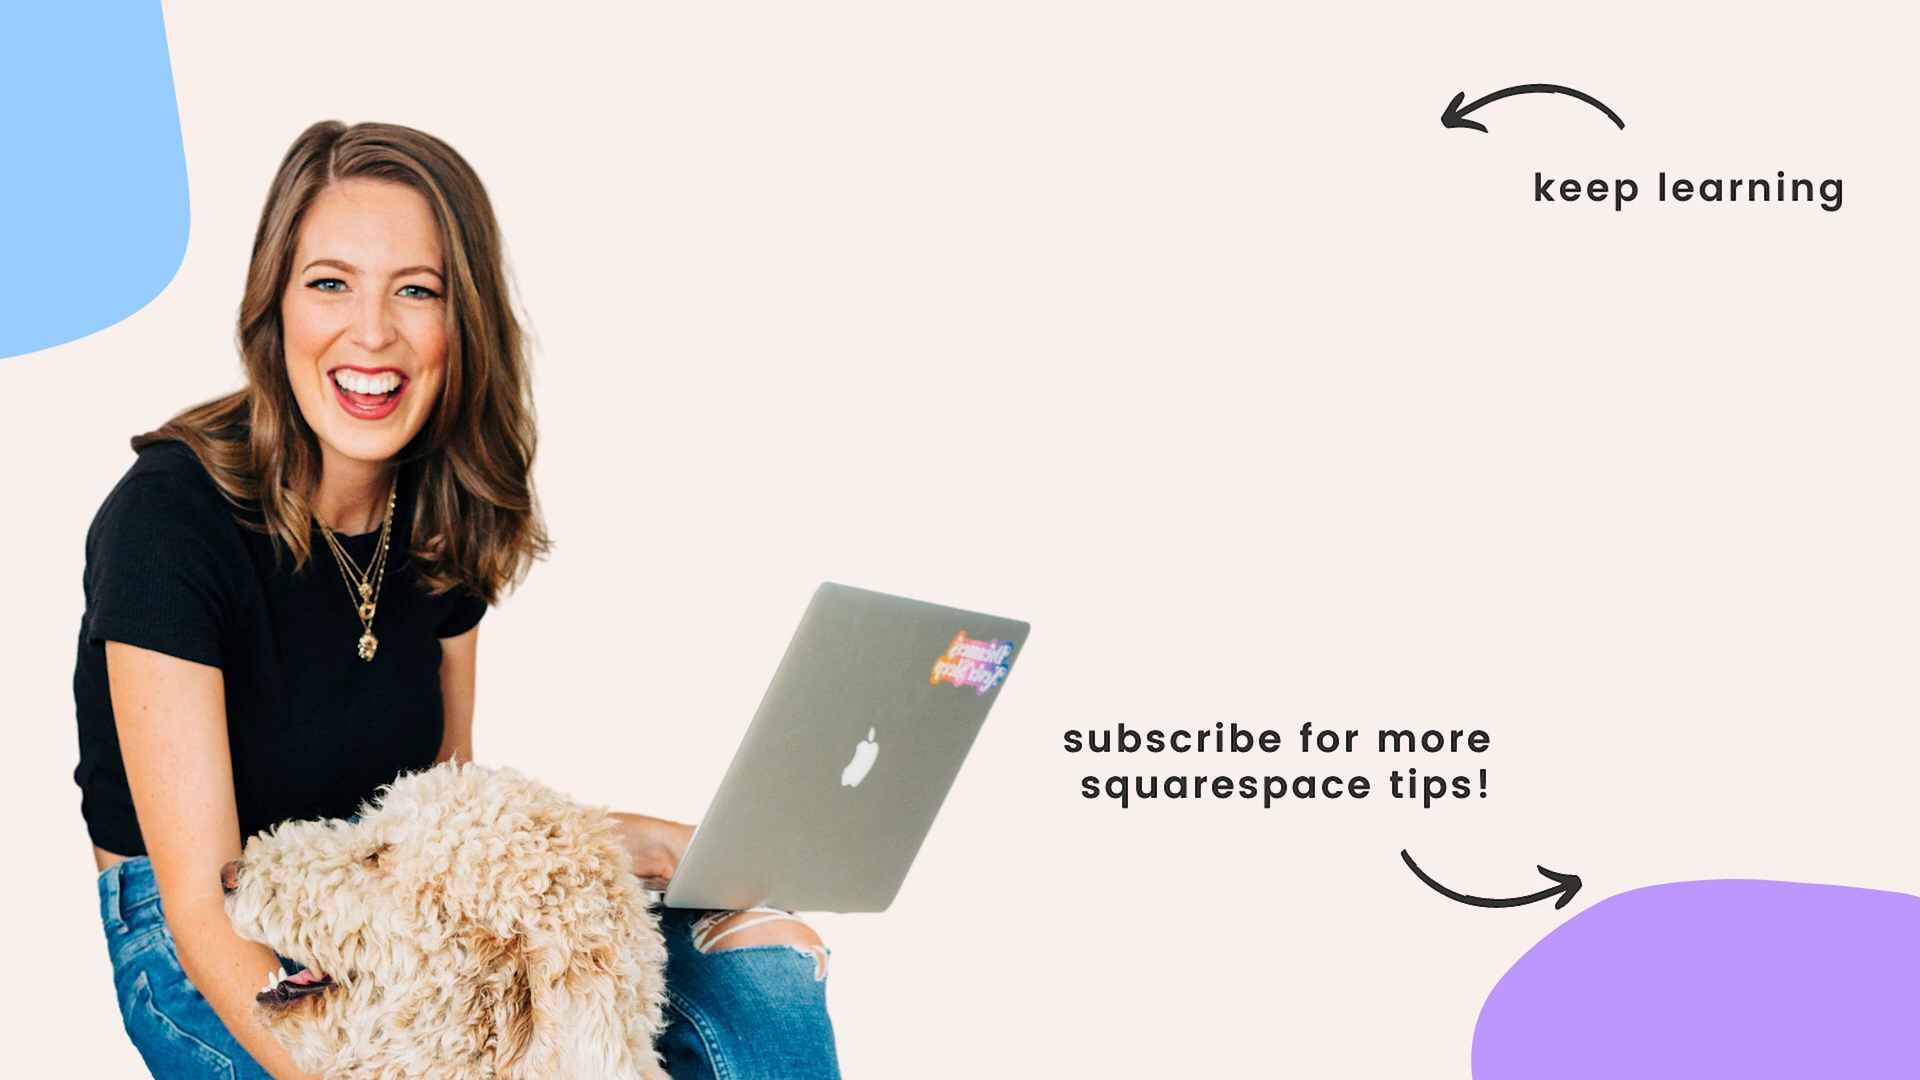 keep learning
subscribe for more
squarespace tips!